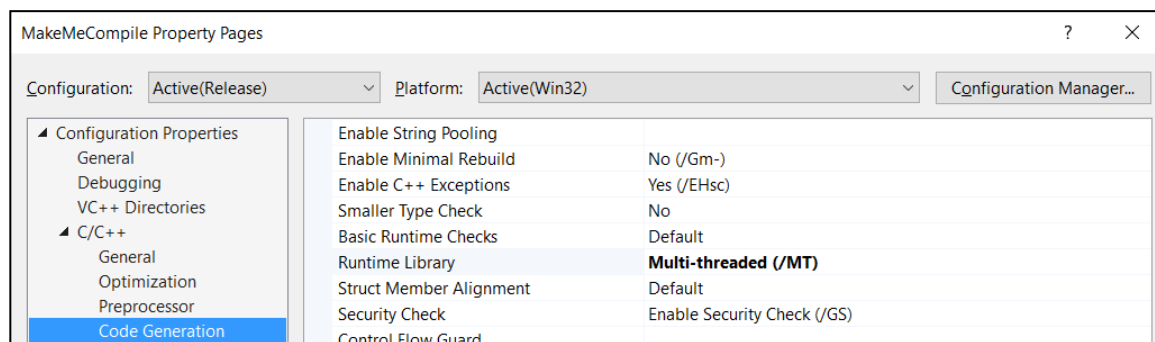 MakeMeCompile Property Pages ? ×
Configuration: Active(Release) Platform: Active(Win32) Configuration Manager...
Configuration Properties
General
Debugging
VC++ Directories
C/C++
General
Optimization
Preprocessor
Code Generation
Enable String Pooling
Enable Minimal Rebuild No (/Gm-)
Enable C++ Exceptions Yes (/EHsc)
Smaller Type Check No
Basic Runtime Checks Default
Runtime Library Multi-threaded (/MT)
Struct Member Alignment Default
Security Check Enable Security Check (/GS)
Control Flow Guard